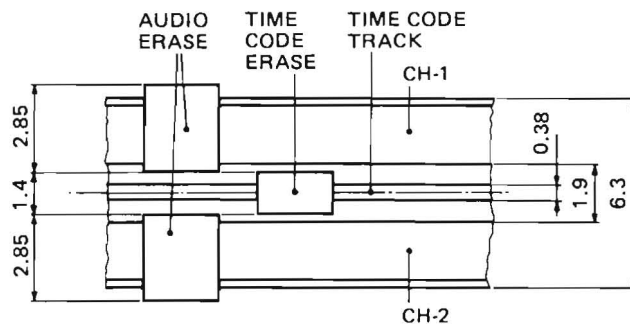 AUDIO
ERASE
TIME
CODE
ERASE
TIME CODE
TRACK
CH-1
2.85
1.4
2.85
0.38
1.9
6.3
CH-2